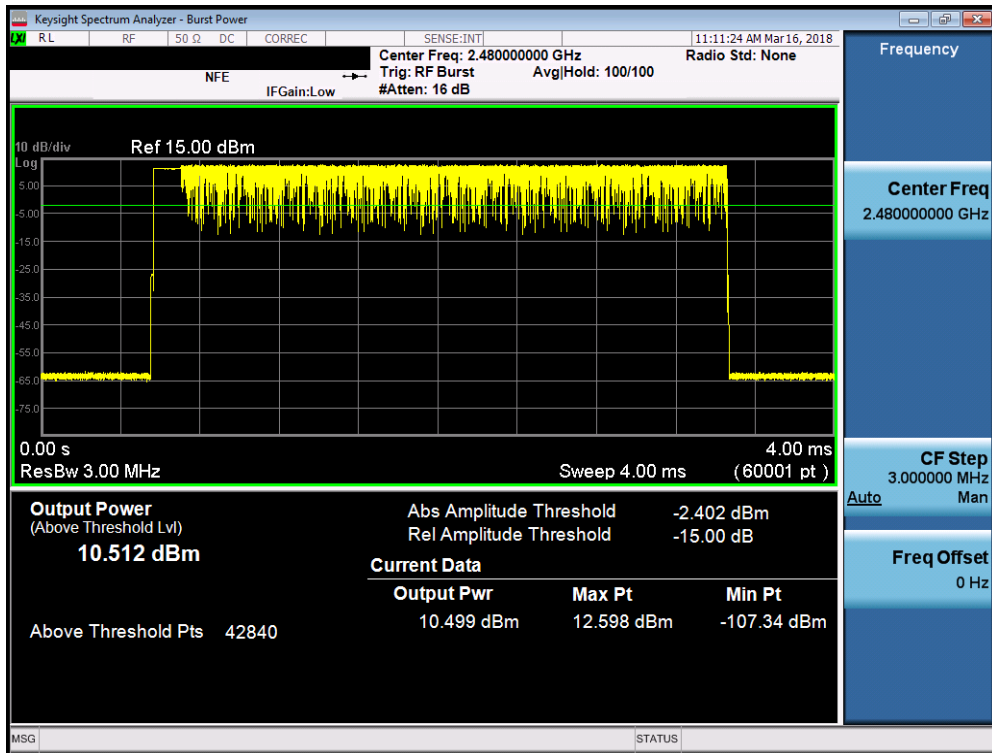 Keysight Spectrum Analyzer - Burst Power
LXI RL RF 50 Ω DC CORREC SENSE:INT 11:11:24 AM Mar 16, 2018
Center Freq: 2.480000000 GHz Radio Std: None
NFE Trig: RF Burst Avg|Hold: 100/100
IFGain:Low #Atten: 16 dB
10 dB/div Ref 15.00 dBm
Log
5.00
-5.00
-15.0
-25.0
-35.0
-45.0
-55.0
-65.0
-75.0
0.00 s 4.00 ms
ResBw 3.00 MHz Sweep 4.00 ms (60001 pt)
Output Power
(Above Threshold Lvl)
10.512 dBm
Above Threshold Pts 42840
Abs Amplitude Threshold -2.402 dBm
Rel Amplitude Threshold -15.00 dB
Current Data
Output Pwr Max Pt Min Pt
10.499 dBm 12.598 dBm -107.34 dBm
Frequency
Center Freq
2.480000000 GHz
CF Step
3.000000 MHz
Auto Man
Freq Offset
0 Hz
MSG STATUS